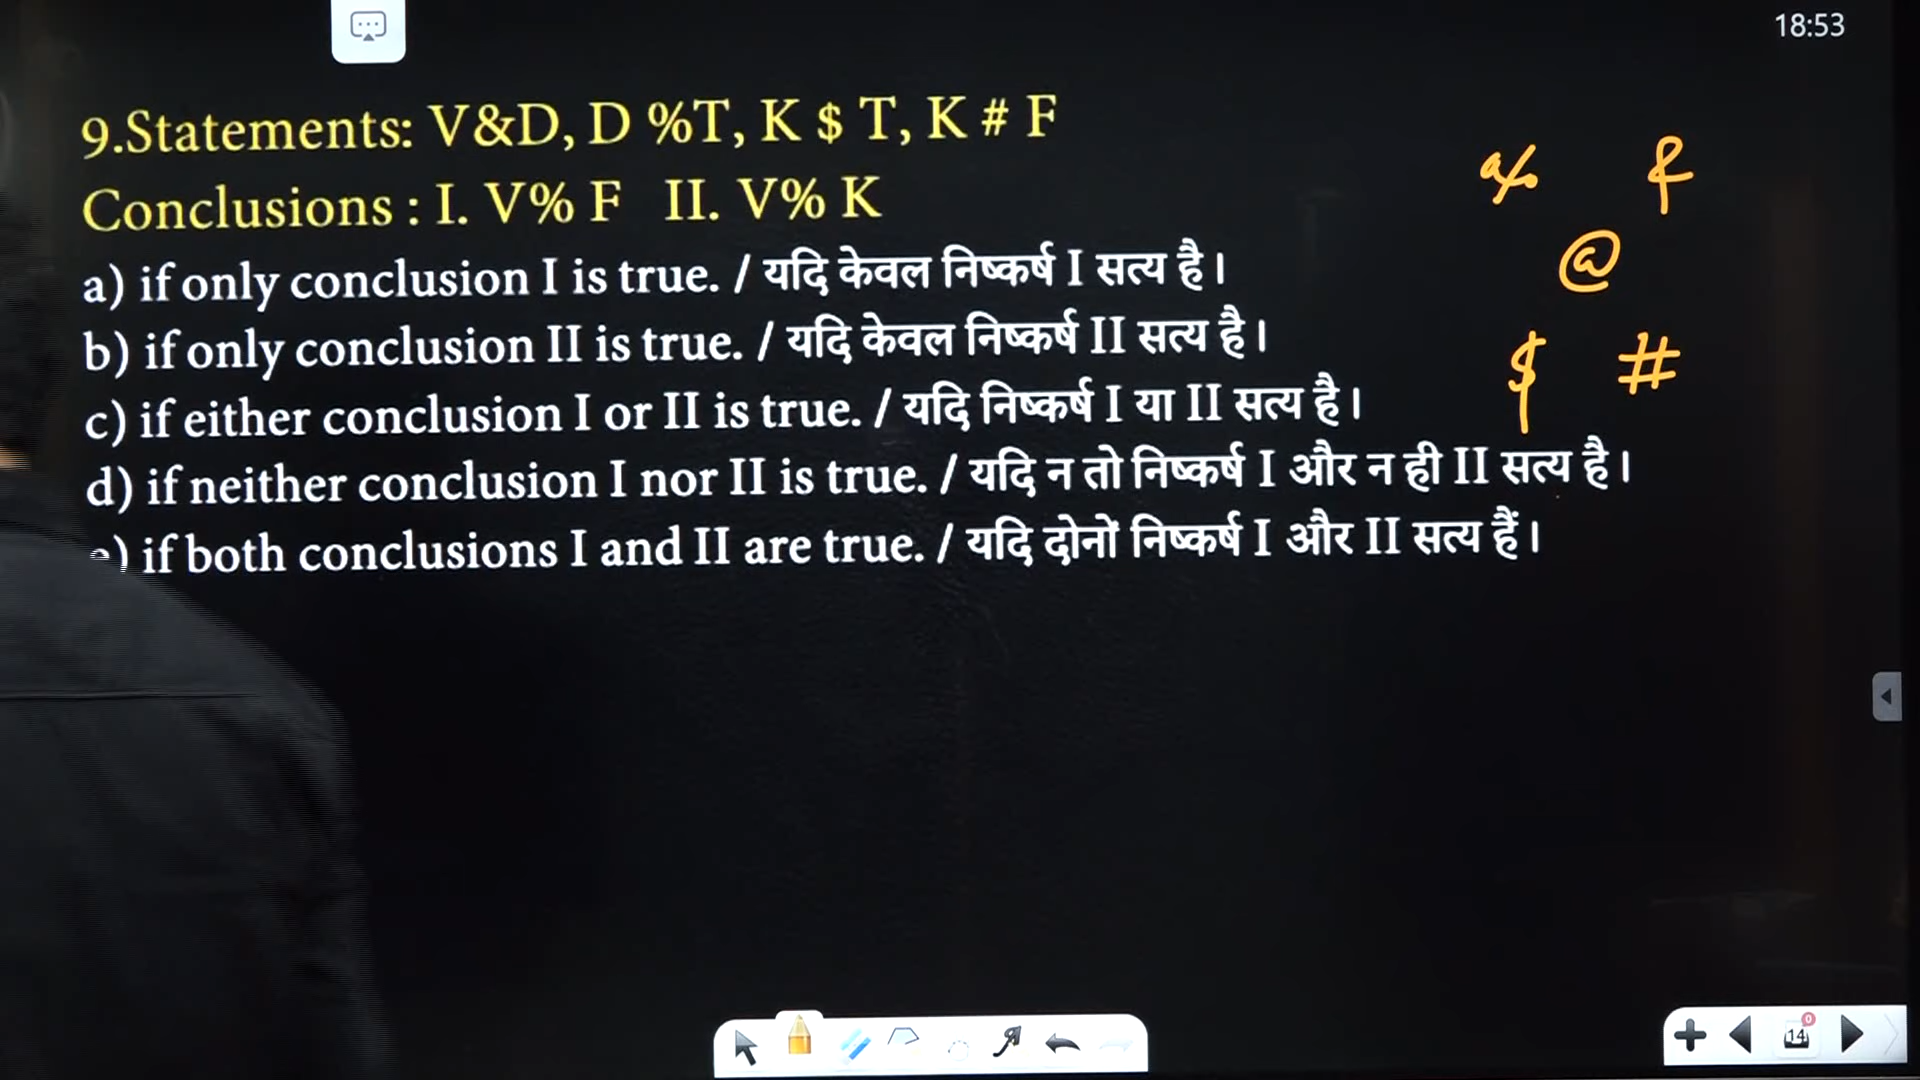 18:53
9.Statements: V&D, D %T, K $ T, K # F
Conclusions : I. V% F II. V% K
a) if only conclusion I is true. / यदि केवल निष्कर्ष I सत्य है।
b) if only conclusion II is true. / यदि केवल निष्कर्ष II सत्य है।
c) if either conclusion I or II is true. / यदि निष्कर्ष I या II सत्य है।
d) if neither conclusion I nor II is true. / यदि न तो निष्कर्ष I और न ही II सत्य है।
e) if both conclusions I and II are true. / यदि दोनों निष्कर्ष I और II सत्य हैं।
% &
@
$ #
14 0